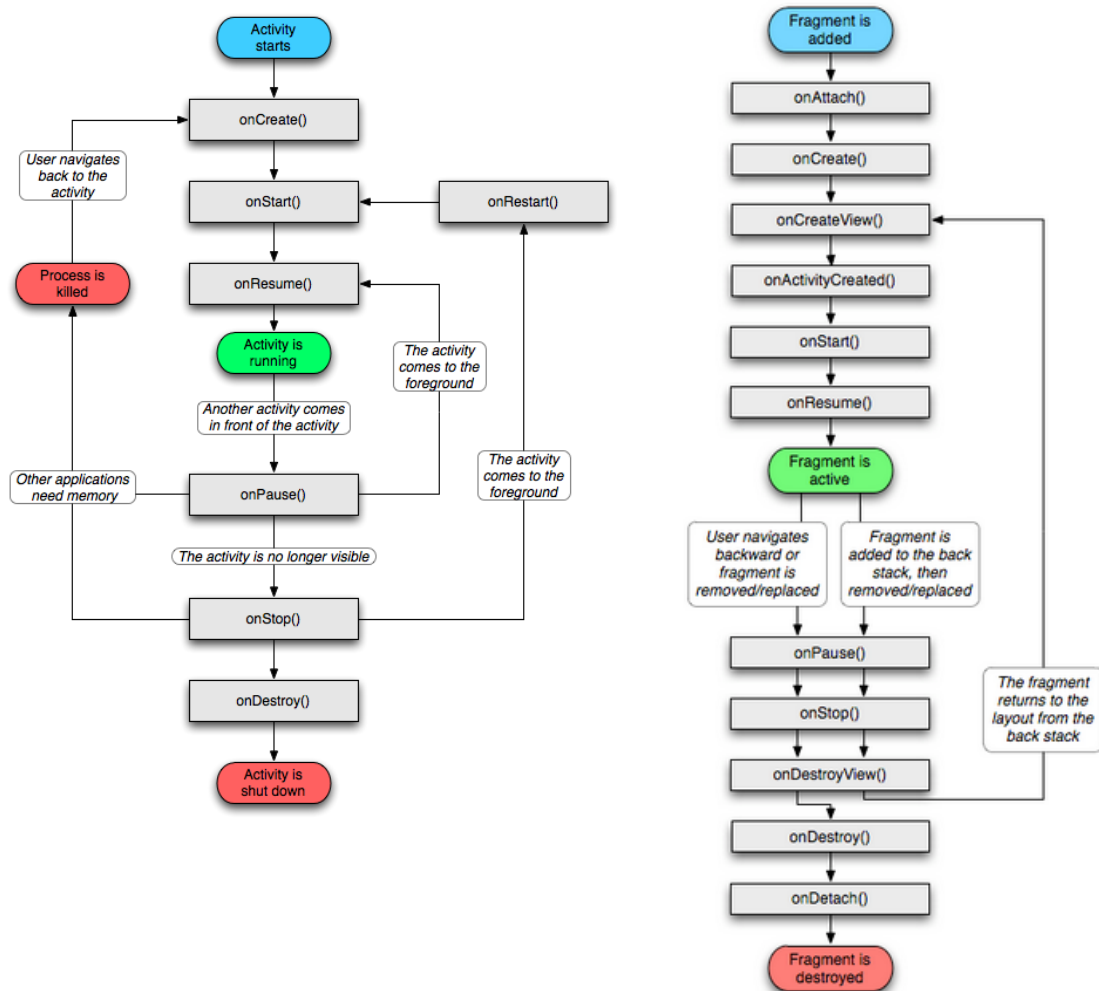 Activity
starts
onCreate()
User navigates
back to the
activity
onStart()
onRestart()
Process is
killed
onResume()
Activity is
running
The activity
comes to the
foreground
Another activity comes
in front of the activity
The activity
comes to the
foreground
Other applications
need memory
onPause()
The activity is no longer visible
onStop()
onDestroy()
Activity is
shut down
Fragment is
added
onAttach()
onCreate()
onCreateView()
onActivityCreated()
onStart()
onResume()
Fragment is
active
User navigates
backward or
fragment is
removed/replaced
Fragment is
added to the back
stack, then
removed/replaced
onPause()
The fragment
returns to the
layout from the
back stack
onStop()
onDestroyView()
onDestroy()
onDetach()
Fragment is
destroyed